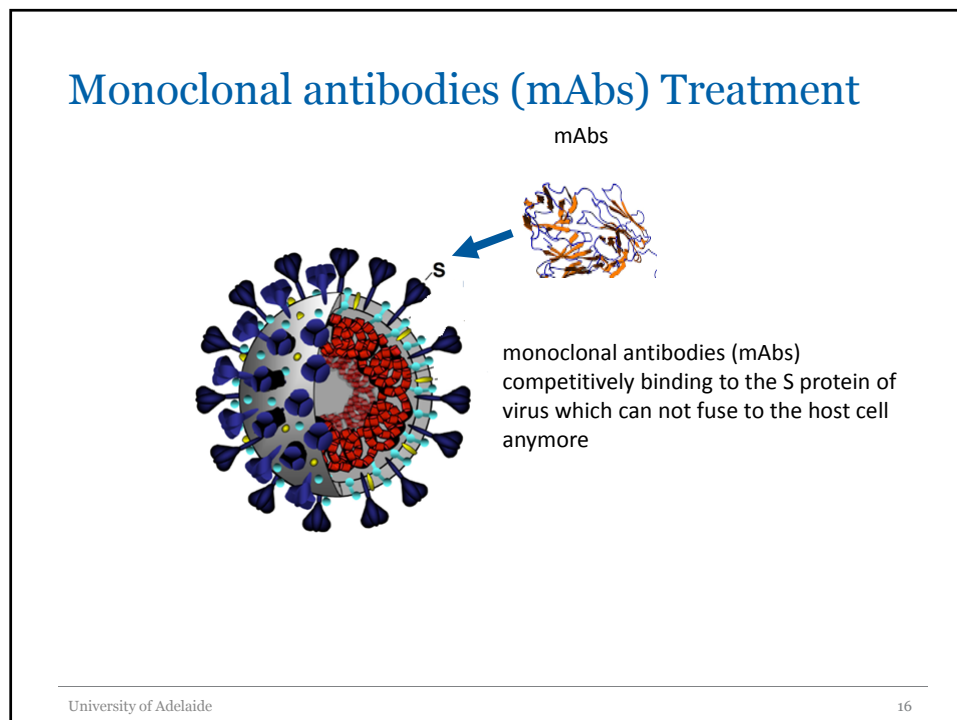 Monoclonal antibodies (mAbs) Treatment
mAbs
S
monoclonal antibodies (mAbs)
competitively binding to the S protein of
virus which can not fuse to the host cell
anymore
University of Adelaide
16